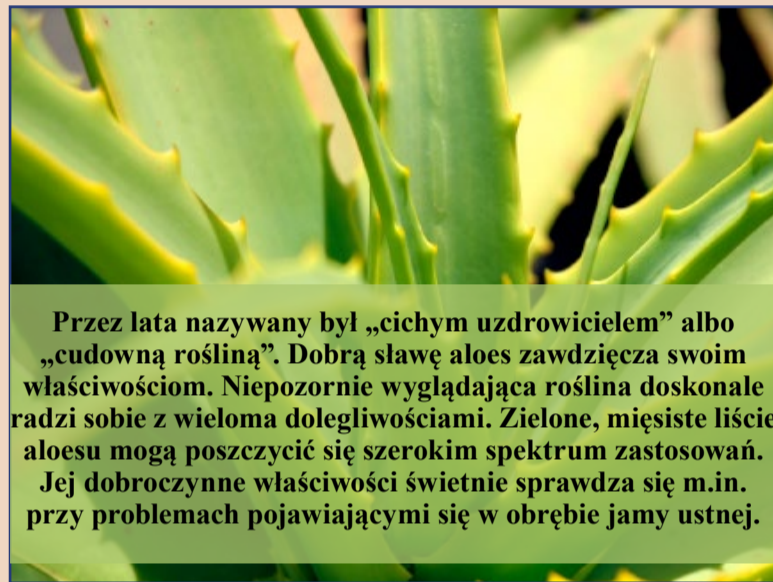 Przez lata nazywany był „cichym uzdrowicielem” albo
„cudowną rośliną”. Dobrą sławę aloes zawdzięcza swoim
właściwościom. Niepozornie wyglądająca roślina doskonale
radzi sobie z wieloma dolegliwościami. Zielone, mięsiste liście
aloesu mogą poszczycić się szerokim spektrum zastosowań.
Jej dobroczynne właściwości świetnie sprawdza się m.in.
przy problemach pojawiającymi się w obrębie jamy ustnej.